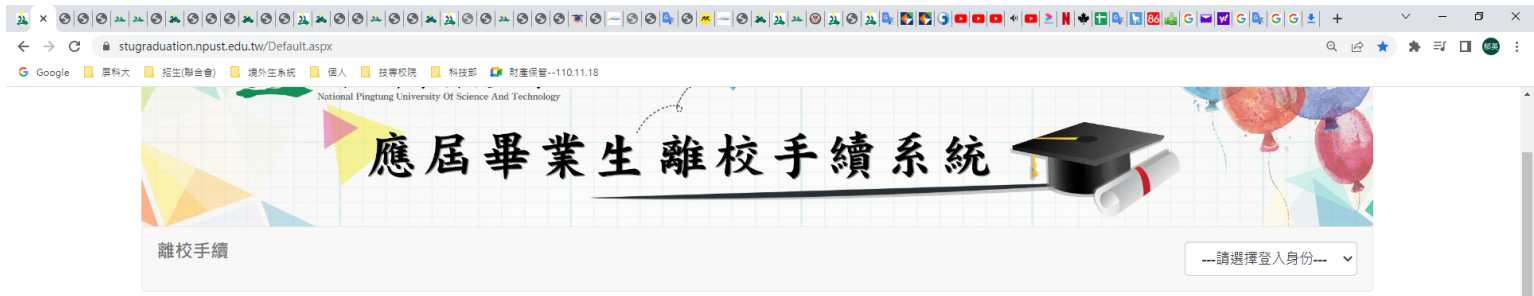 stugraduation.npust.edu.tw/Default.aspx
郁英
Google 屏科大 招生(聯合會) 境外生系統 個人 技專校院 科技部 財產保管--110.11.18
National Pingtung University Of Science And Technology
應屆畢業生離校手續系統
離校手續
---請選擇登入身份---